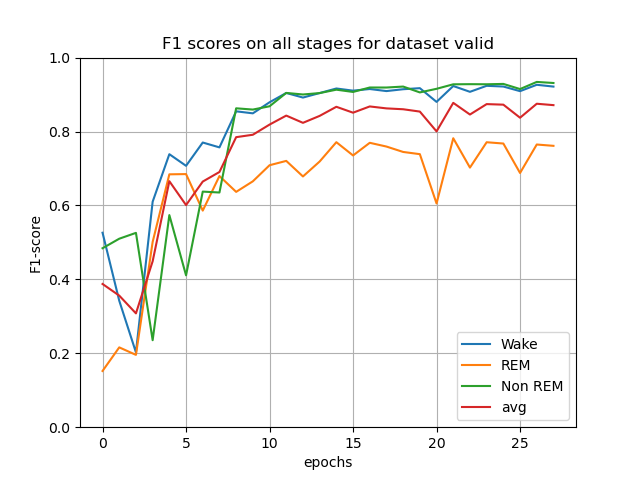 F1 scores on all stages for dataset valid
1.0
0.8
0.6
0.4
0.2
0.0
F1-score
Wake
REM
Non REM
avg
0 5 10 15 20 25
epochs